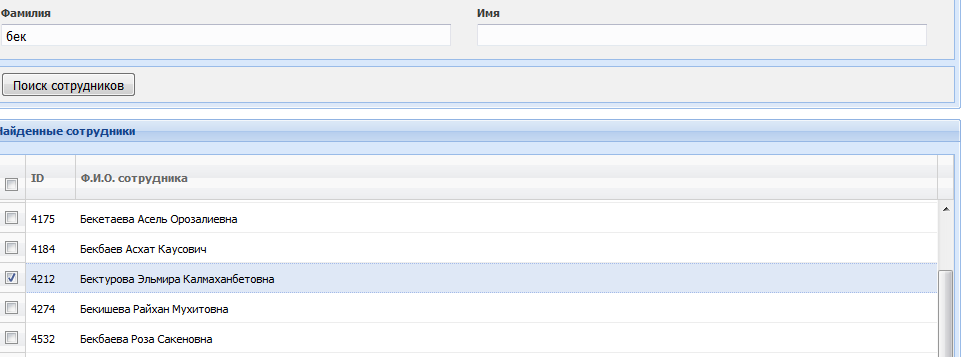 Фамилия Имя
бек
Поиск сотрудников
Найденные сотрудники
ID Ф.И.О. сотрудника
4175 Бекетаева Асель Орозалиевна
4184 Бекбаев Асхат Каусович
4212 Бектурова Эльмира Калмаханбетовна
4274 Бекишева Райхан Мухитовна
4532 Бекбаева Роза Сакеновна